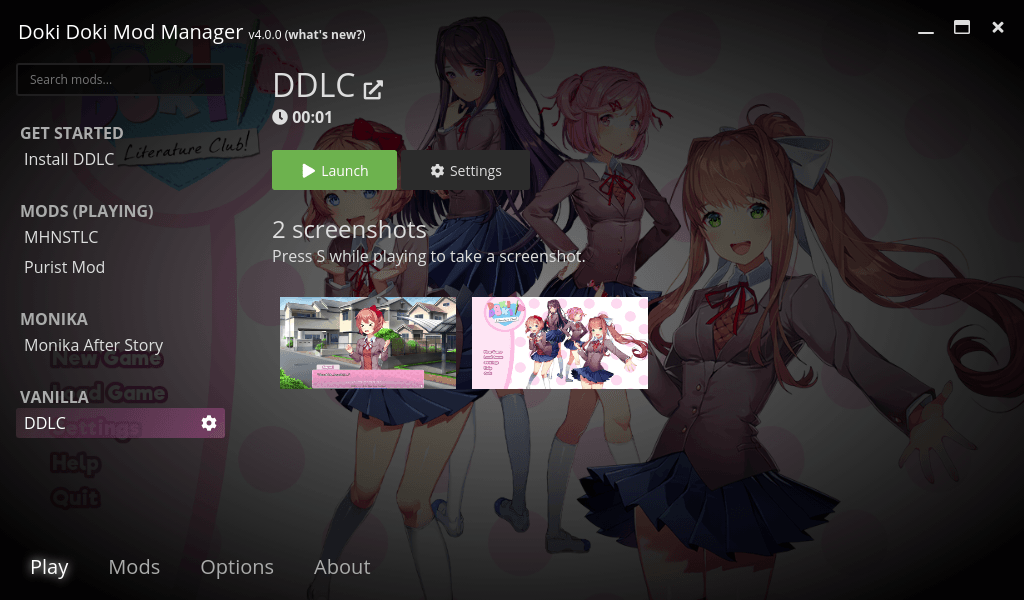 Doki Doki Mod Manager v4.0.0 (what's new?)
Search mods...
GET STARTED
Install DDLC
MODS (PLAYING)
MHNSTLC
Purist Mod
MONIKA
Monika After Story
VANILLA
DDLC
DDLC
00:01
Launch
Settings
2 screenshots
Press S while playing to take a screenshot.
Literature Club!
New Game
Load Game
Settings
Help
Quit
Play
Mods
Options
About